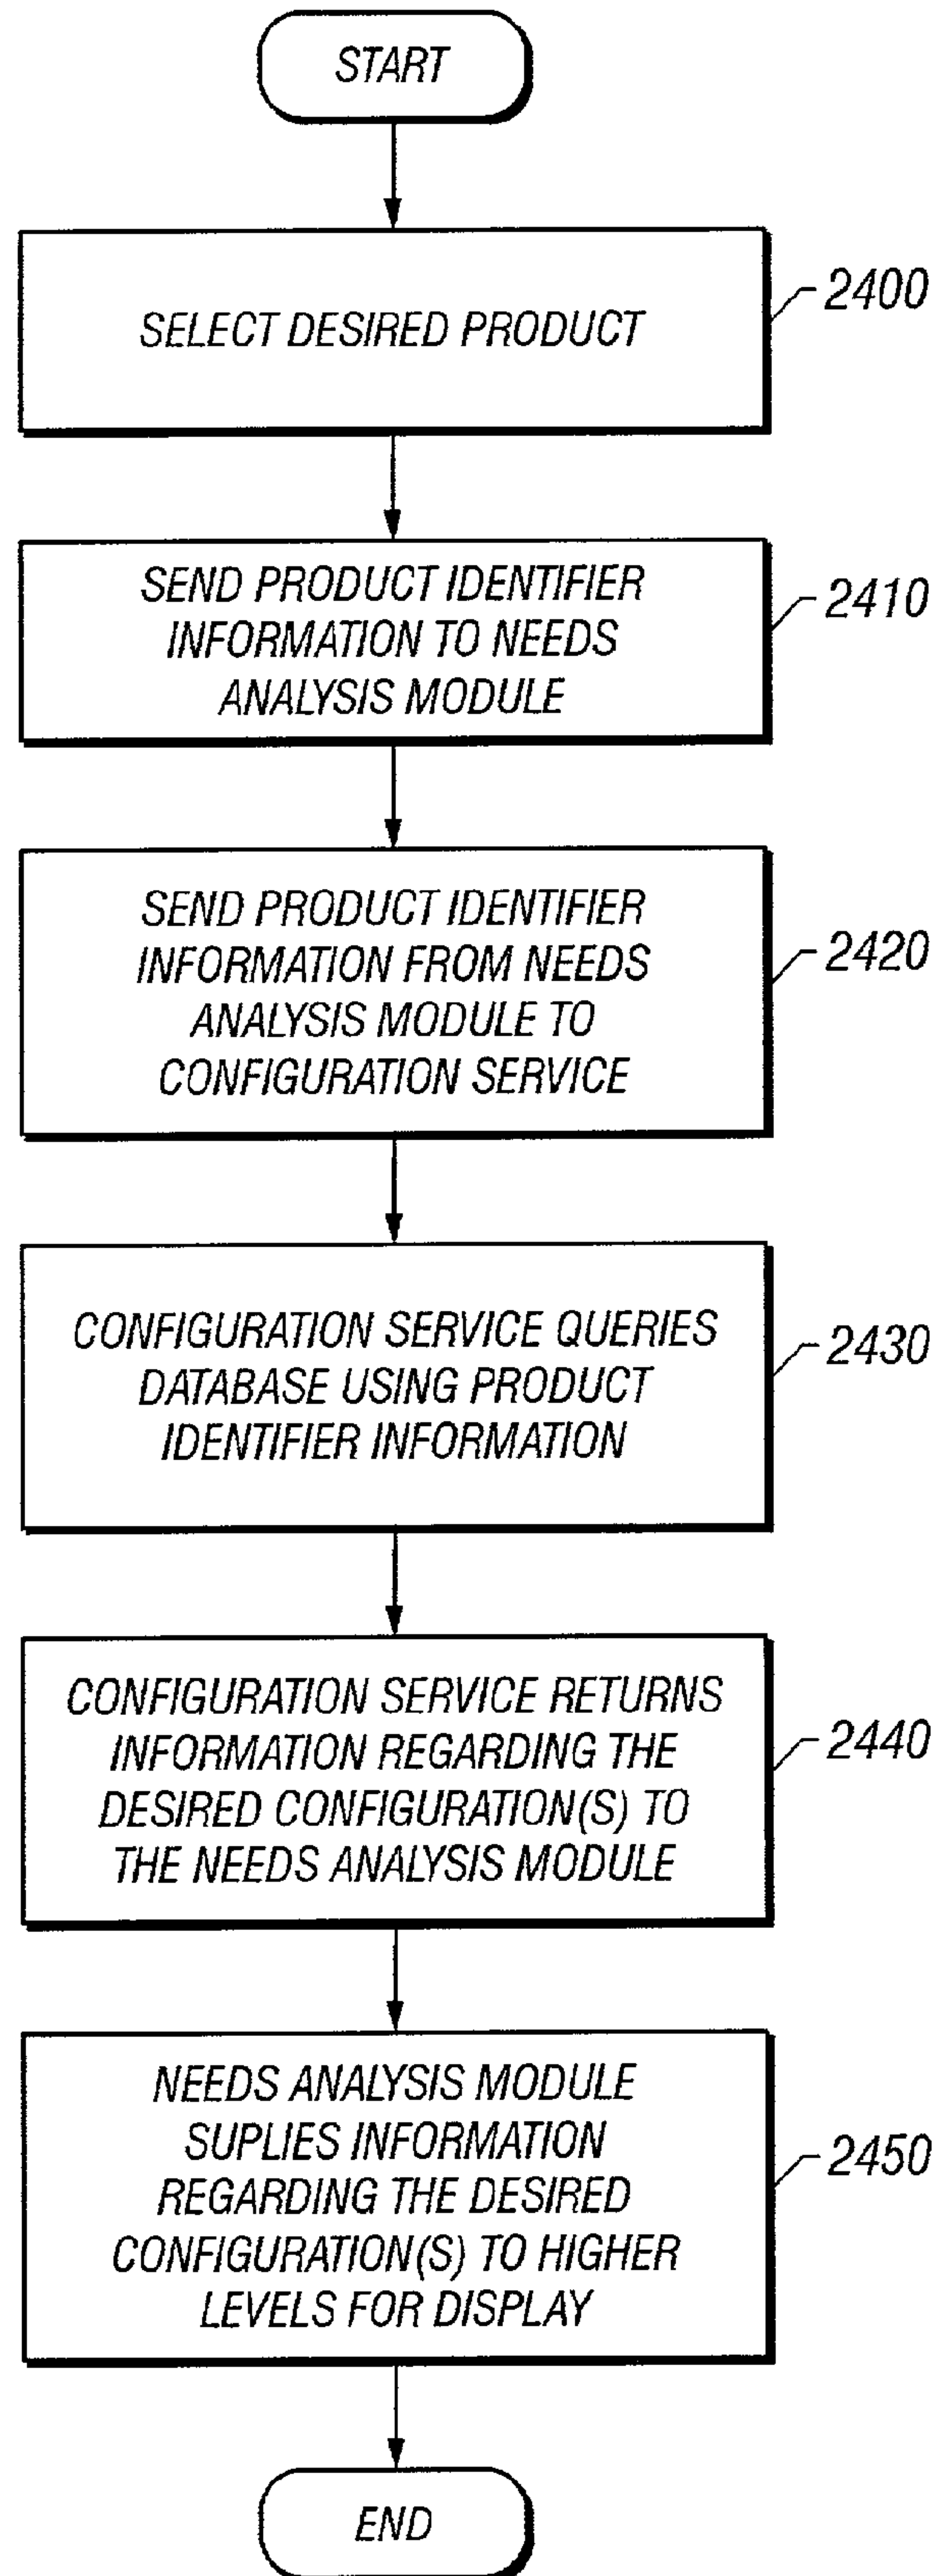 START
SELECT DESIRED PRODUCT
2400
SEND PRODUCT IDENTIFIER
INFORMATION TO NEEDS
ANALYSIS MODULE
2410
SEND PRODUCT IDENTIFIER
INFORMATION FROM NEEDS
ANALYSIS MODULE TO
CONFIGURATION SERVICE
2420
CONFIGURATION SERVICE QUERIES
DATABASE USING PRODUCT
IDENTIFIER INFORMATION
2430
CONFIGURATION SERVICE RETURNS
INFORMATION REGARDING THE
DESIRED CONFIGURATION(S) TO
THE NEEDS ANALYSIS MODULE
2440
NEEDS ANALYSIS MODULE
SUPLIES INFORMATION
REGARDING THE DESIRED
CONFIGURATION(S) TO HIGHER
LEVELS FOR DISPLAY
2450
END